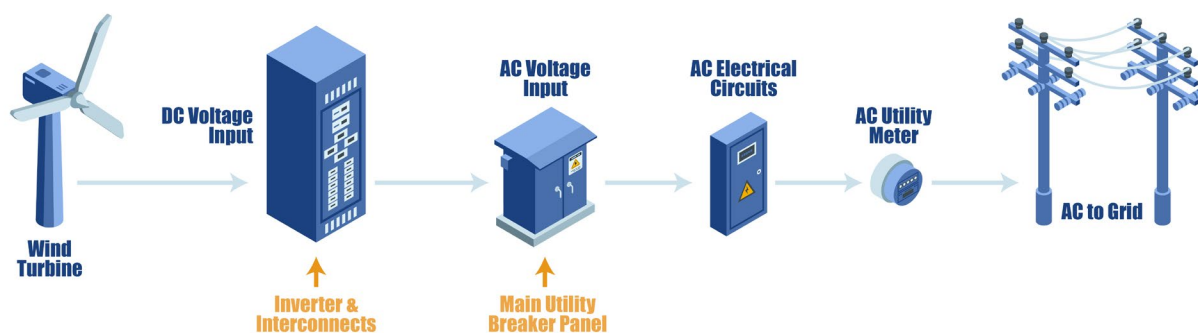 Wind
Turbine
DC Voltage
Input
Inverter &
Interconnects
AC Voltage
Input
Main Utility
Breaker Panel
AC Electrical
Circuits
AC Utility
Meter
AC to Grid